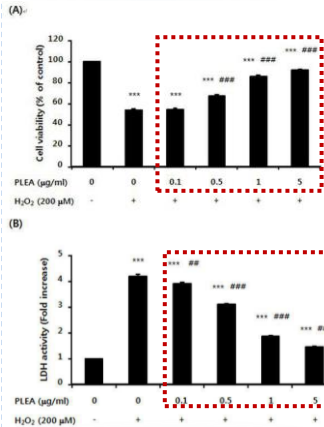 (A)
Cell viability (% of control)
120
100
80
60
40
20
0
*** *** *** ### *** ### *** ###
PLEA (μg/ml) 0 0 0.1 0.5 1 5
H₂O₂ (200 μM) - + + + + +
(B)
LDH activity (Fold increase)
5
4
3
2
1
0
*** *** ## *** ### *** ### ***
PLEA (μg/ml) 0 0 0.1 0.5 1 5
H₂O₂ (200 μM) - + + + + +